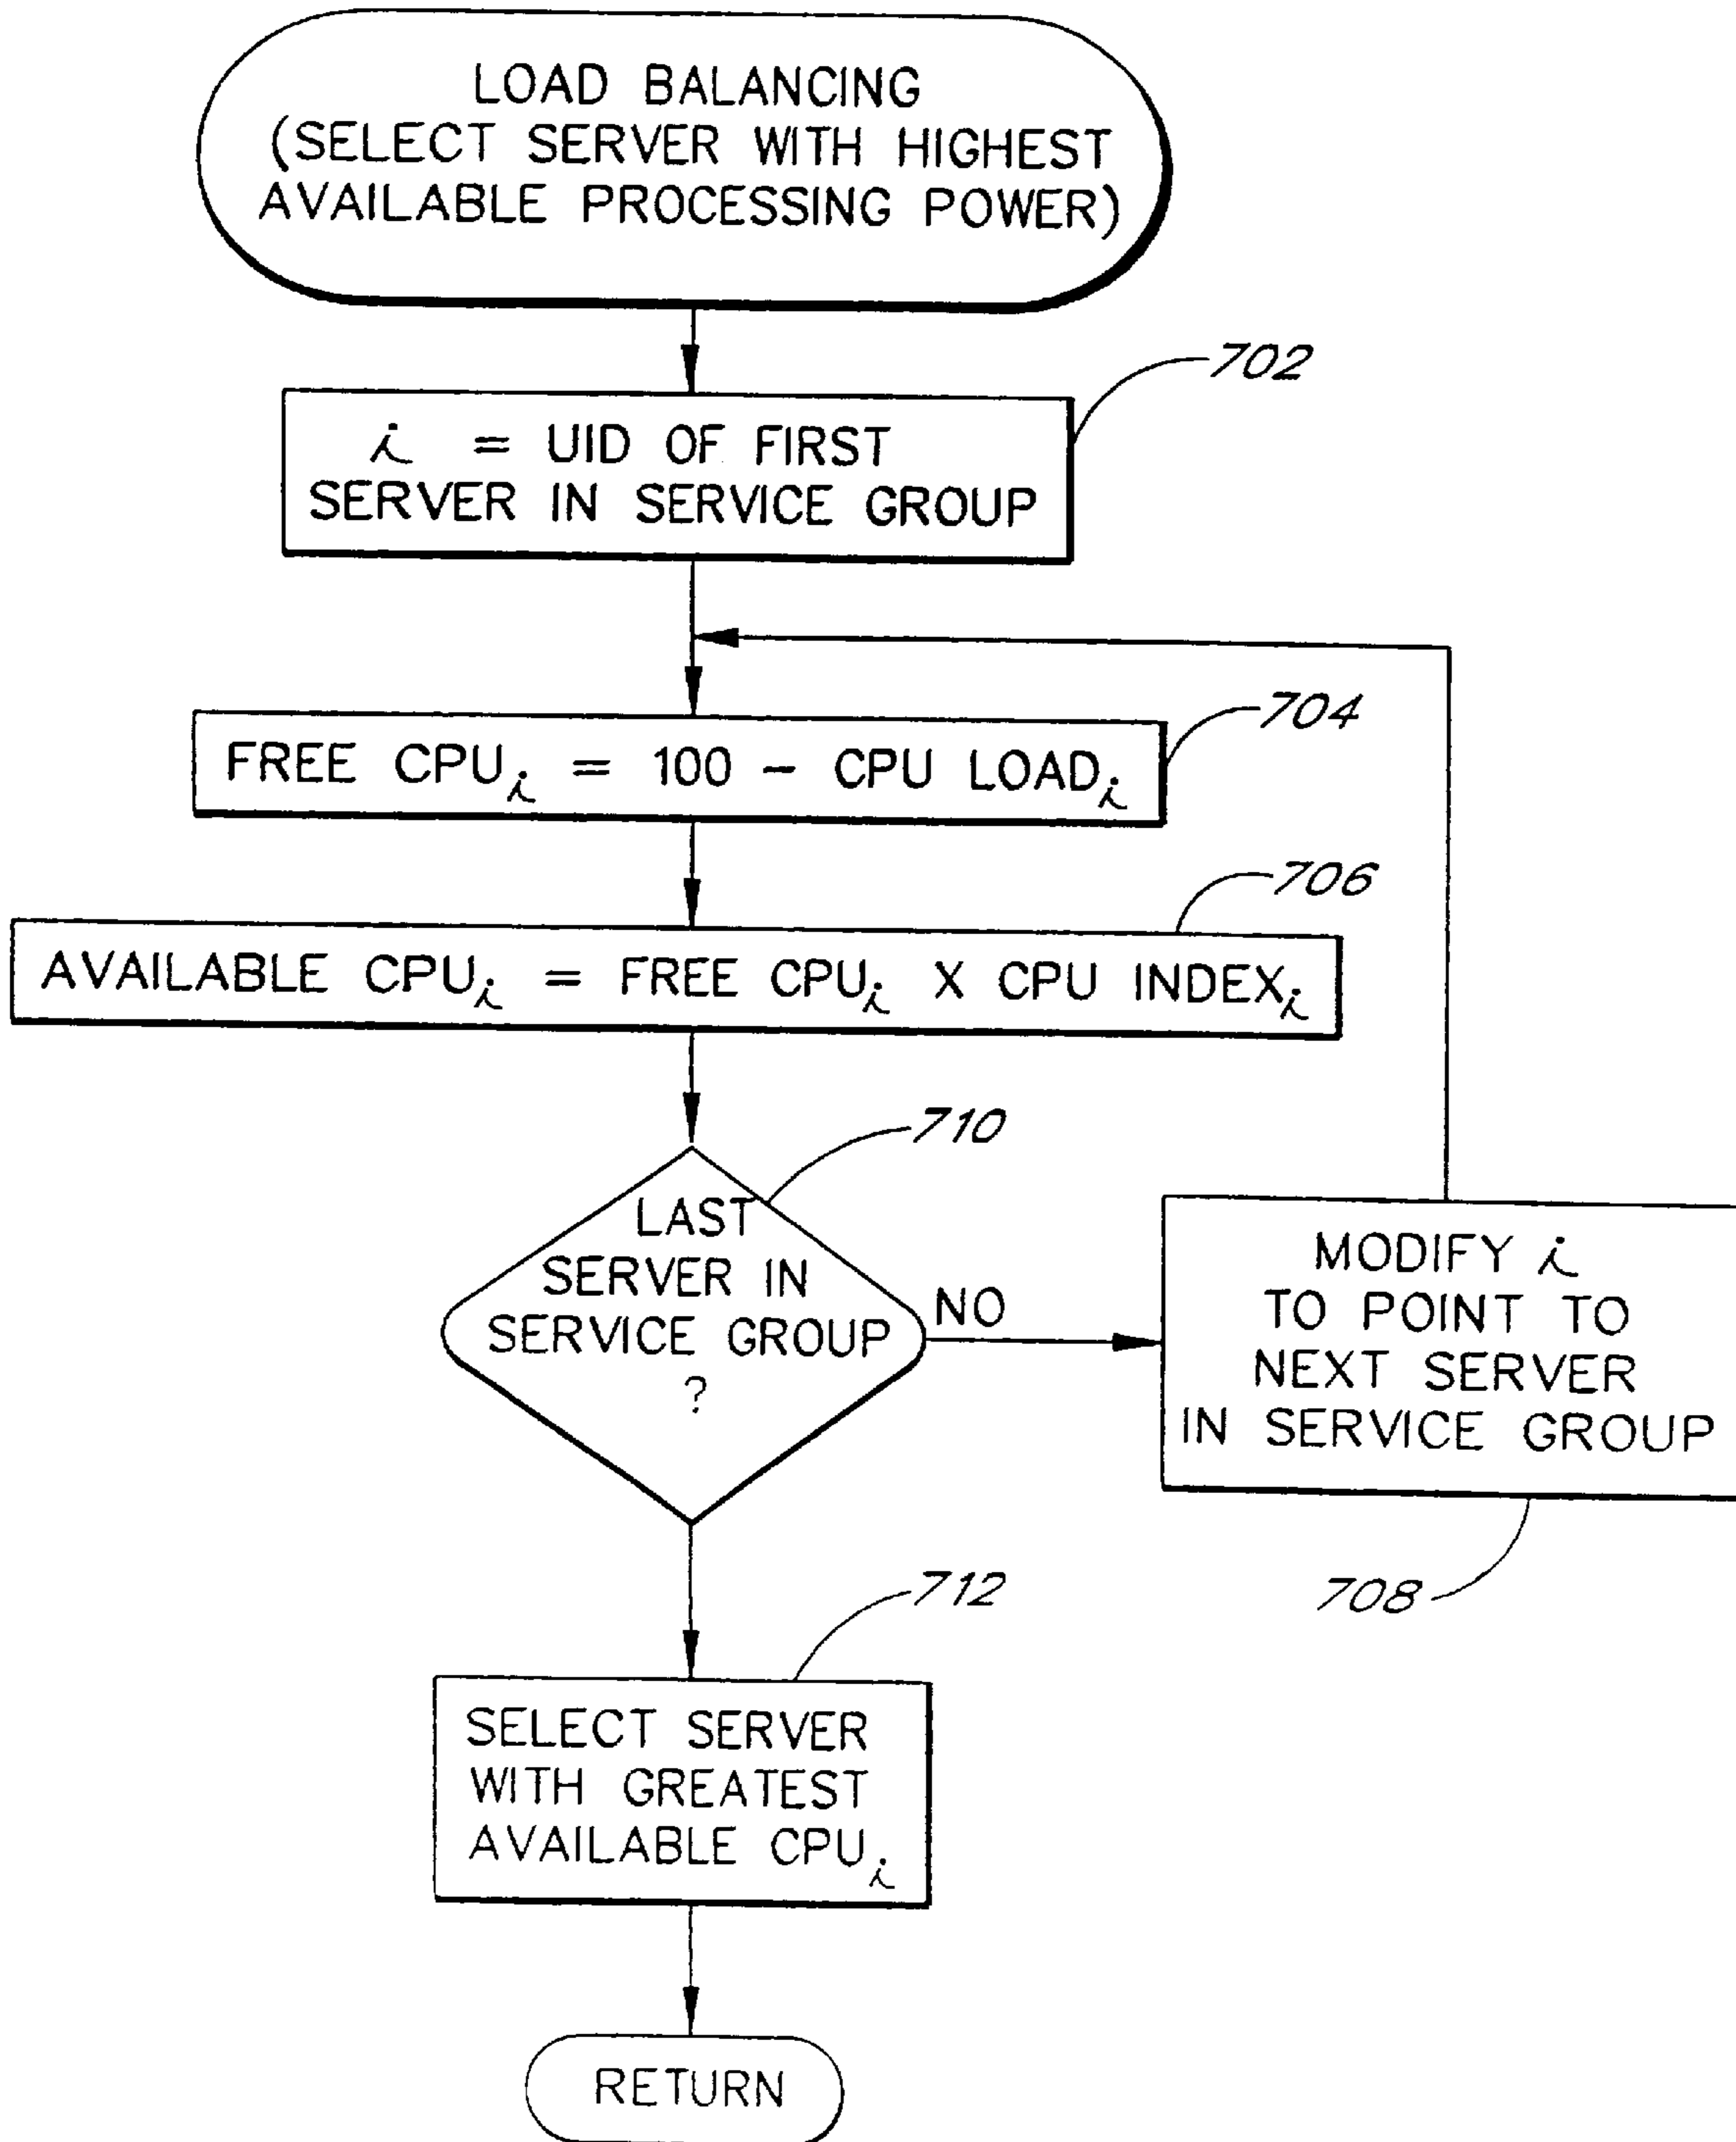 LOAD BALANCING
(SELECT SERVER WITH HIGHEST
AVAILABLE PROCESSING POWER)
702
i = UID OF FIRST
SERVER IN SERVICE GROUP
704
FREE CPUi = 100 – CPU LOADi
706
AVAILABLE CPUi = FREE CPUi X CPU INDEXi
710
LAST
SERVER IN
SERVICE GROUP
?
NO
MODIFY i
TO POINT TO
NEXT SERVER
IN SERVICE GROUP
708
712
SELECT SERVER
WITH GREATEST
AVAILABLE CPUi
RETURN